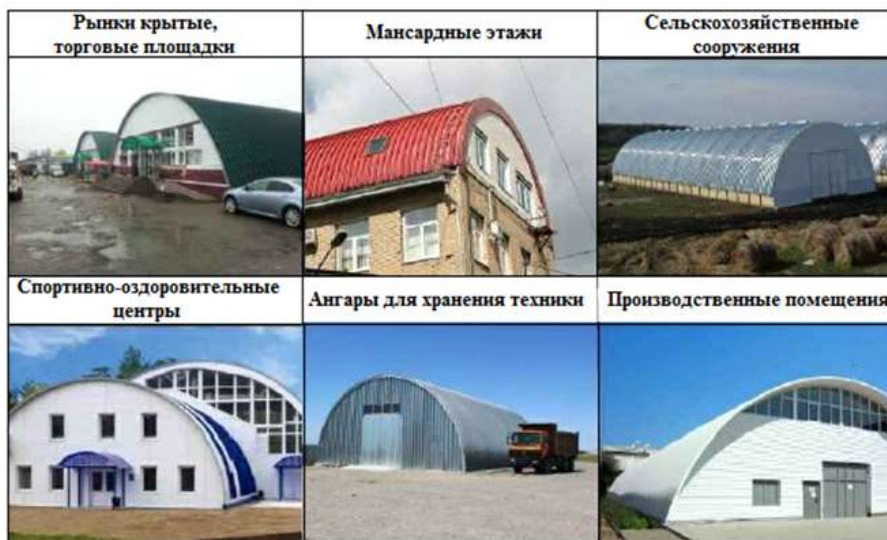 Рынки крытые,
торговые площадки
Мансардные этажи
Сельскохозяйственные
сооружения
Спортивно-оздоровительные
центры
Ангары для хранения техники
Производственные помещения